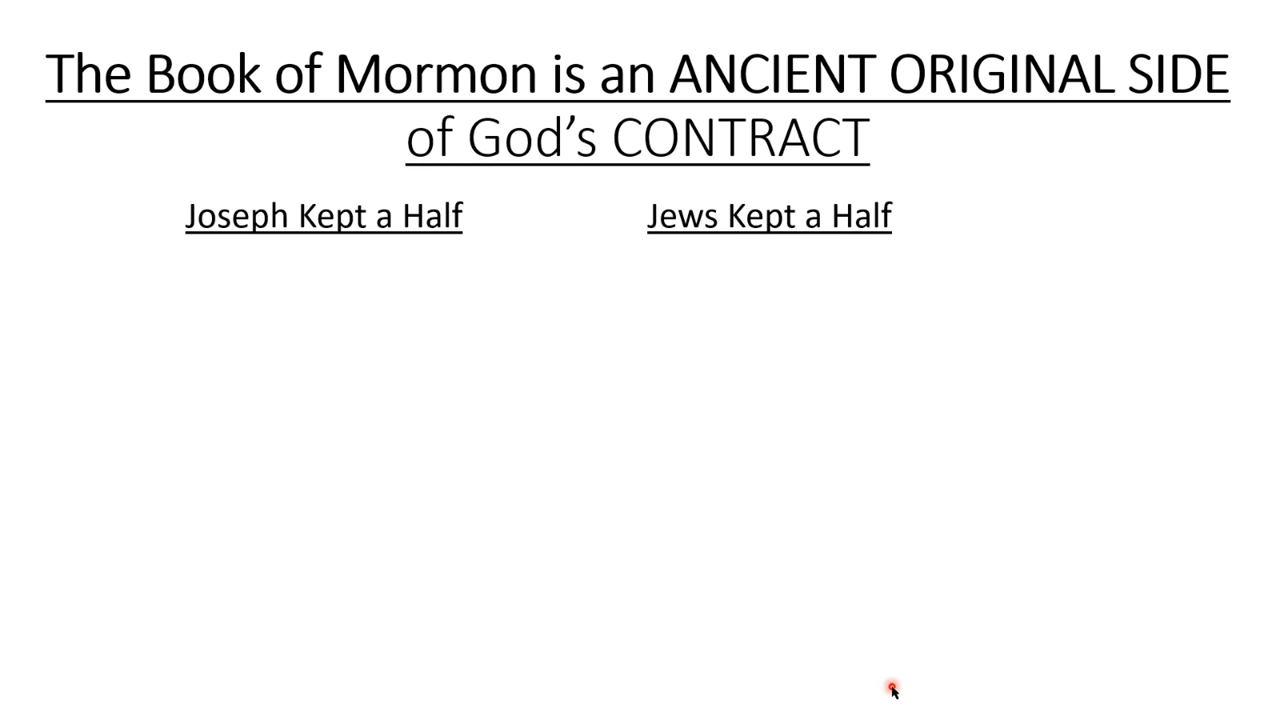 The Book of Mormon is an ANCIENT ORIGINAL SIDE
of God’s CONTRACT
Joseph Kept a Half
Jews Kept a Half